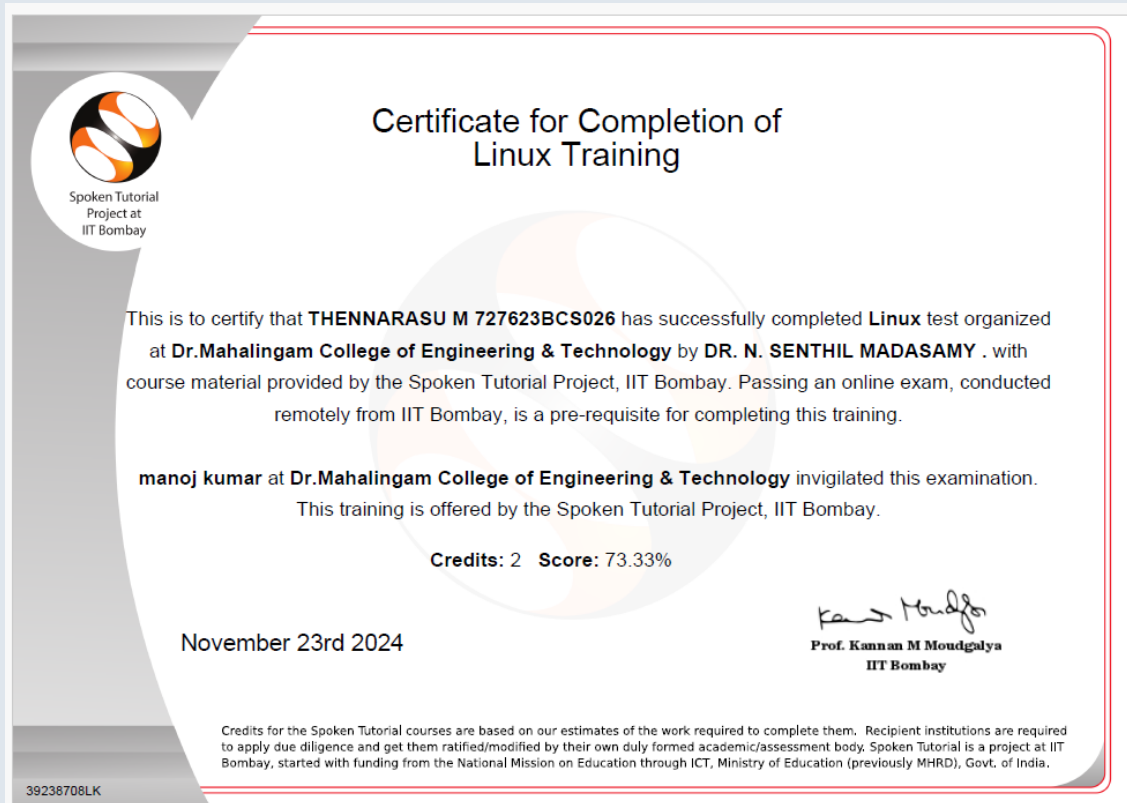 Spoken Tutorial
Project at
IIT Bombay
Certificate for Completion of
Linux Training
This is to certify that THENNARASU M 727623BCS026 has successfully completed Linux test organized
at Dr.Mahalingam College of Engineering & Technology by DR. N. SENTHIL MADASAMY . with
course material provided by the Spoken Tutorial Project, IIT Bombay. Passing an online exam, conducted
remotely from IIT Bombay, is a pre-requisite for completing this training.
manoj kumar at Dr.Mahalingam College of Engineering & Technology invigilated this examination.
This training is offered by the Spoken Tutorial Project, IIT Bombay.
Credits: 2 Score: 73.33%
November 23rd 2024
Prof. Kannan M Moudgalya
IIT Bombay
Credits for the Spoken Tutorial courses are based on our estimates of the work required to complete them. Recipient institutions are required
to apply due diligence and get them ratified/modified by their own duly formed academic/assessment body. Spoken Tutorial is a project at IIT
Bombay, started with funding from the National Mission on Education through ICT, Ministry of Education (previously MHRD), Govt. of India.
39238708LK